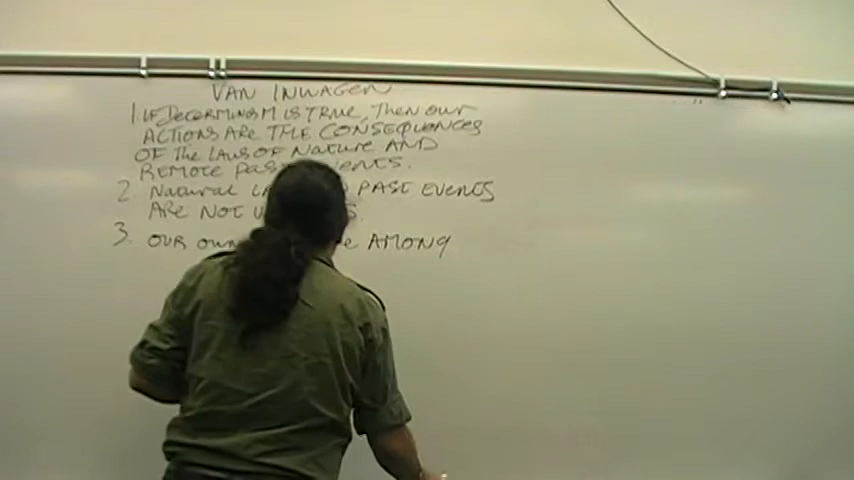 VAN INWAGEN
1 IF DETERMINISM IS TRUE, Then our
ACTIONS ARE THE CONSEQUENCES
OF The LAWS OF NATURE AND
REMOTE PAST
2. NATURAL PAST EVENTS
ARE NOT
3. OUR OWN AMONG